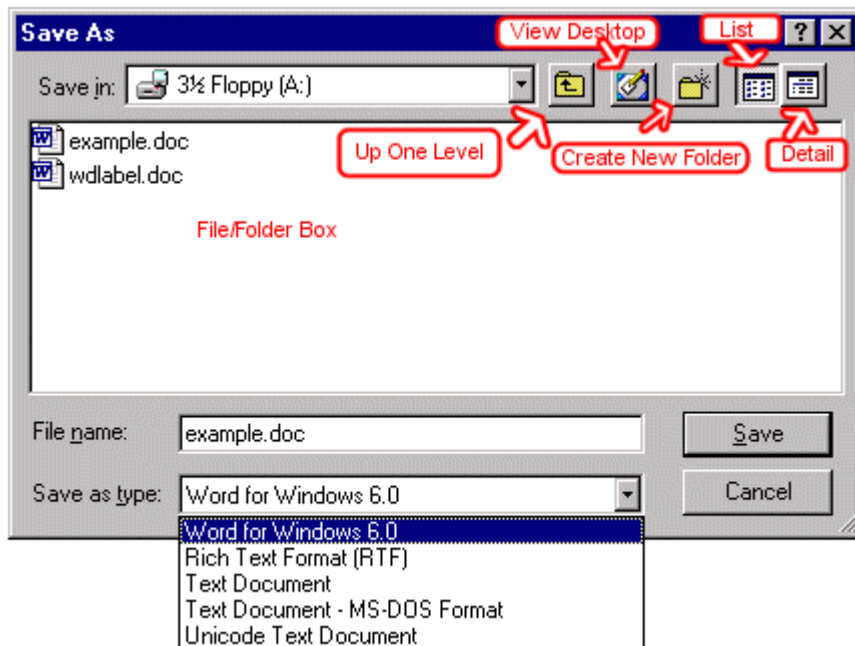 Save As
View Desktop
List
Save in:
3½ Floppy (A:)
Up One Level
Create New Folder
Detail
example.doc
wdlabel.doc
File/Folder Box
File name:
example.doc
Save
Save as type:
Word for Windows 6.0
Cancel
Word for Windows 6.0
Rich Text Format (RTF)
Text Document
Text Document - MS-DOS Format
Unicode Text Document